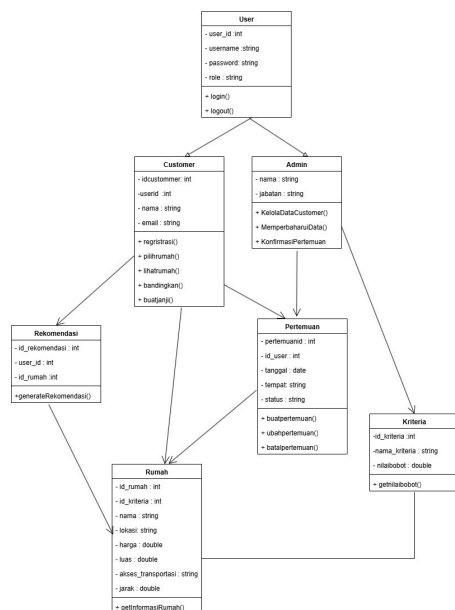 User
- user_id :int
- username :string
- password: string
- role : string
+ login()
+ logout()
Customer
- idcustommer: int
-userid :int
- nama : string
- email : string
+ regristrasi()
+ pilihrumah()
+ lihatrumah()
+ bandingkan()
+ buatjanji()
Admin
- nama : string
- jabatan : string
+ KelolaDataCustomer()
+ MemperbaharuiData()
+ KonfirmasiPertemuan
Rekomendasi
- id_rekomendasi : int
- user_id : int
- id_rumah :int
+generateRekomendasi()
Pertemuan
- pertemuanid : int
- id_user : int
- tanggal : date
- tempat: string
- status : string
+ buatpertemuan()
+ ubahpertemuan()
+ batalpertemuan()
Kriteria
-id_kriteria :int
-nama_kriteria : string
- nilaibobot : double
+ getnilaibobot()
Rumah
- id_rumah : int
- id_kriteria : int
- nama : string
- lokasi: string
- harga : double
- luas : double
- akses_transportasi : string
- jarak : double
+ getInformasiRumah()